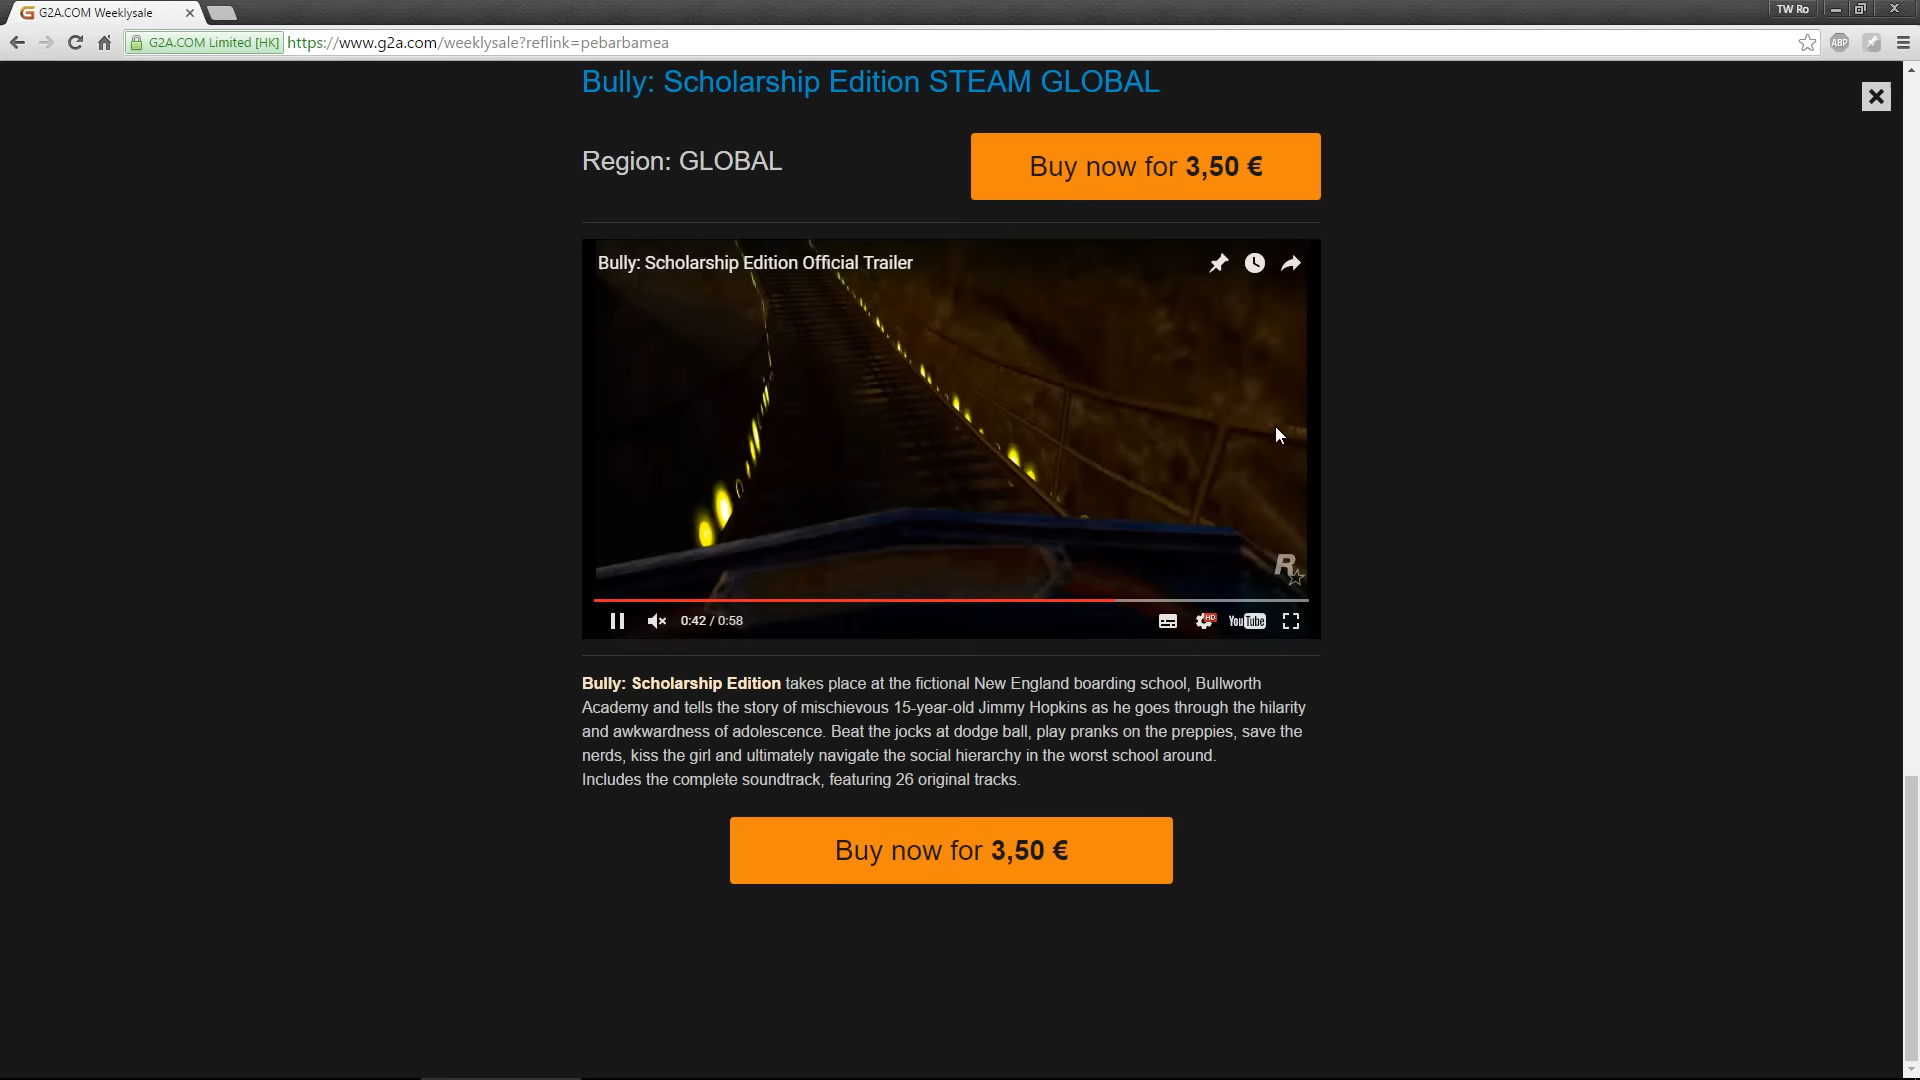 G2A.COM Weeklysale
TW Ro
G2A.COM Limited [HK]
https://www.g2a.com/weeklysale?reflink=pebarbamea
ABP
Bully: Scholarship Edition STEAM GLOBAL
Region: GLOBAL
Buy now for 3,50 €
Bully: Scholarship Edition Official Trailer
R
0:42 / 0:58
HD
YouTube
Bully: Scholarship Edition takes place at the fictional New England boarding school, Bullworth
Academy and tells the story of mischievous 15-year-old Jimmy Hopkins as he goes through the hilarity
and awkwardness of adolescence. Beat the jocks at dodge ball, play pranks on the preppies, save the
nerds, kiss the girl and ultimately navigate the social hierarchy in the worst school around.
Includes the complete soundtrack, featuring 26 original tracks.
Buy now for 3,50 €